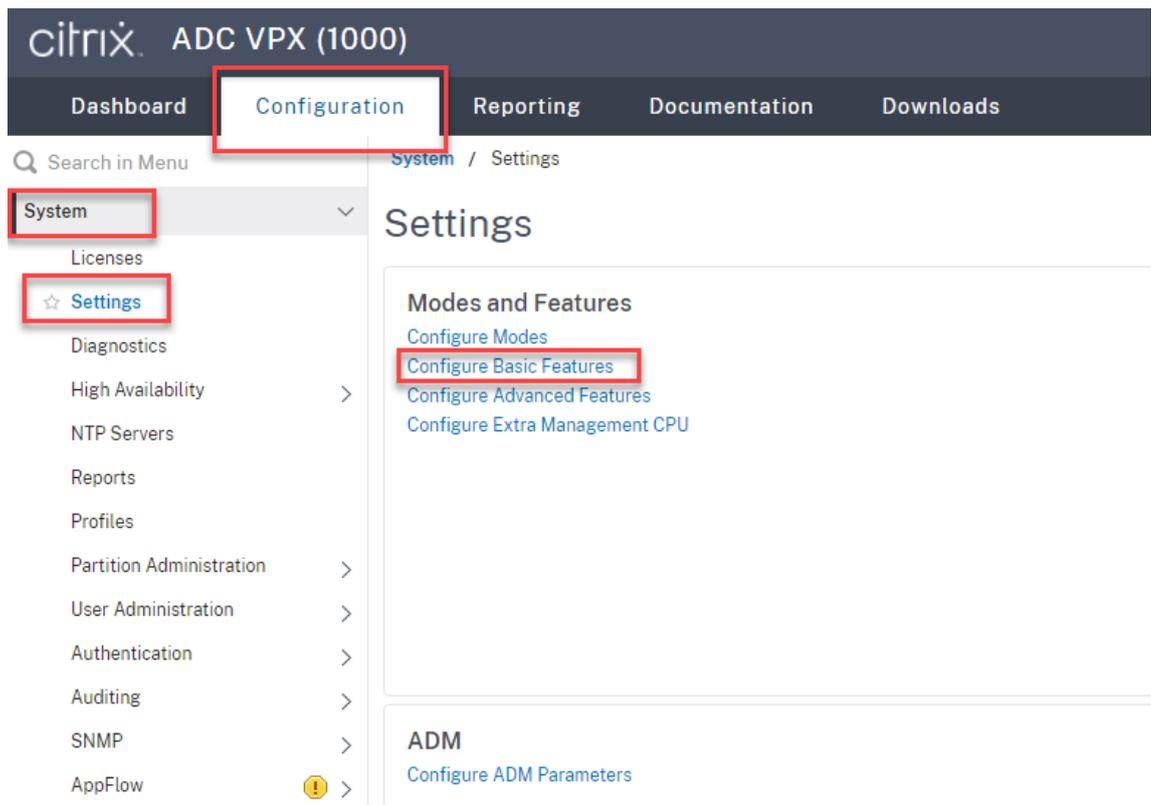 citrix. ADC VPX (1000)
Dashboard Configuration Reporting Documentation Downloads
Search in Menu
System
Licenses
Settings
Diagnostics
High Availability
NTP Servers
Reports
Profiles
Partition Administration
User Administration
Authentication
Auditing
SNMP
AppFlow
System / Settings
Settings
Modes and Features
Configure Modes
Configure Basic Features
Configure Advanced Features
Configure Extra Management CPU
ADM
Configure ADM Parameters